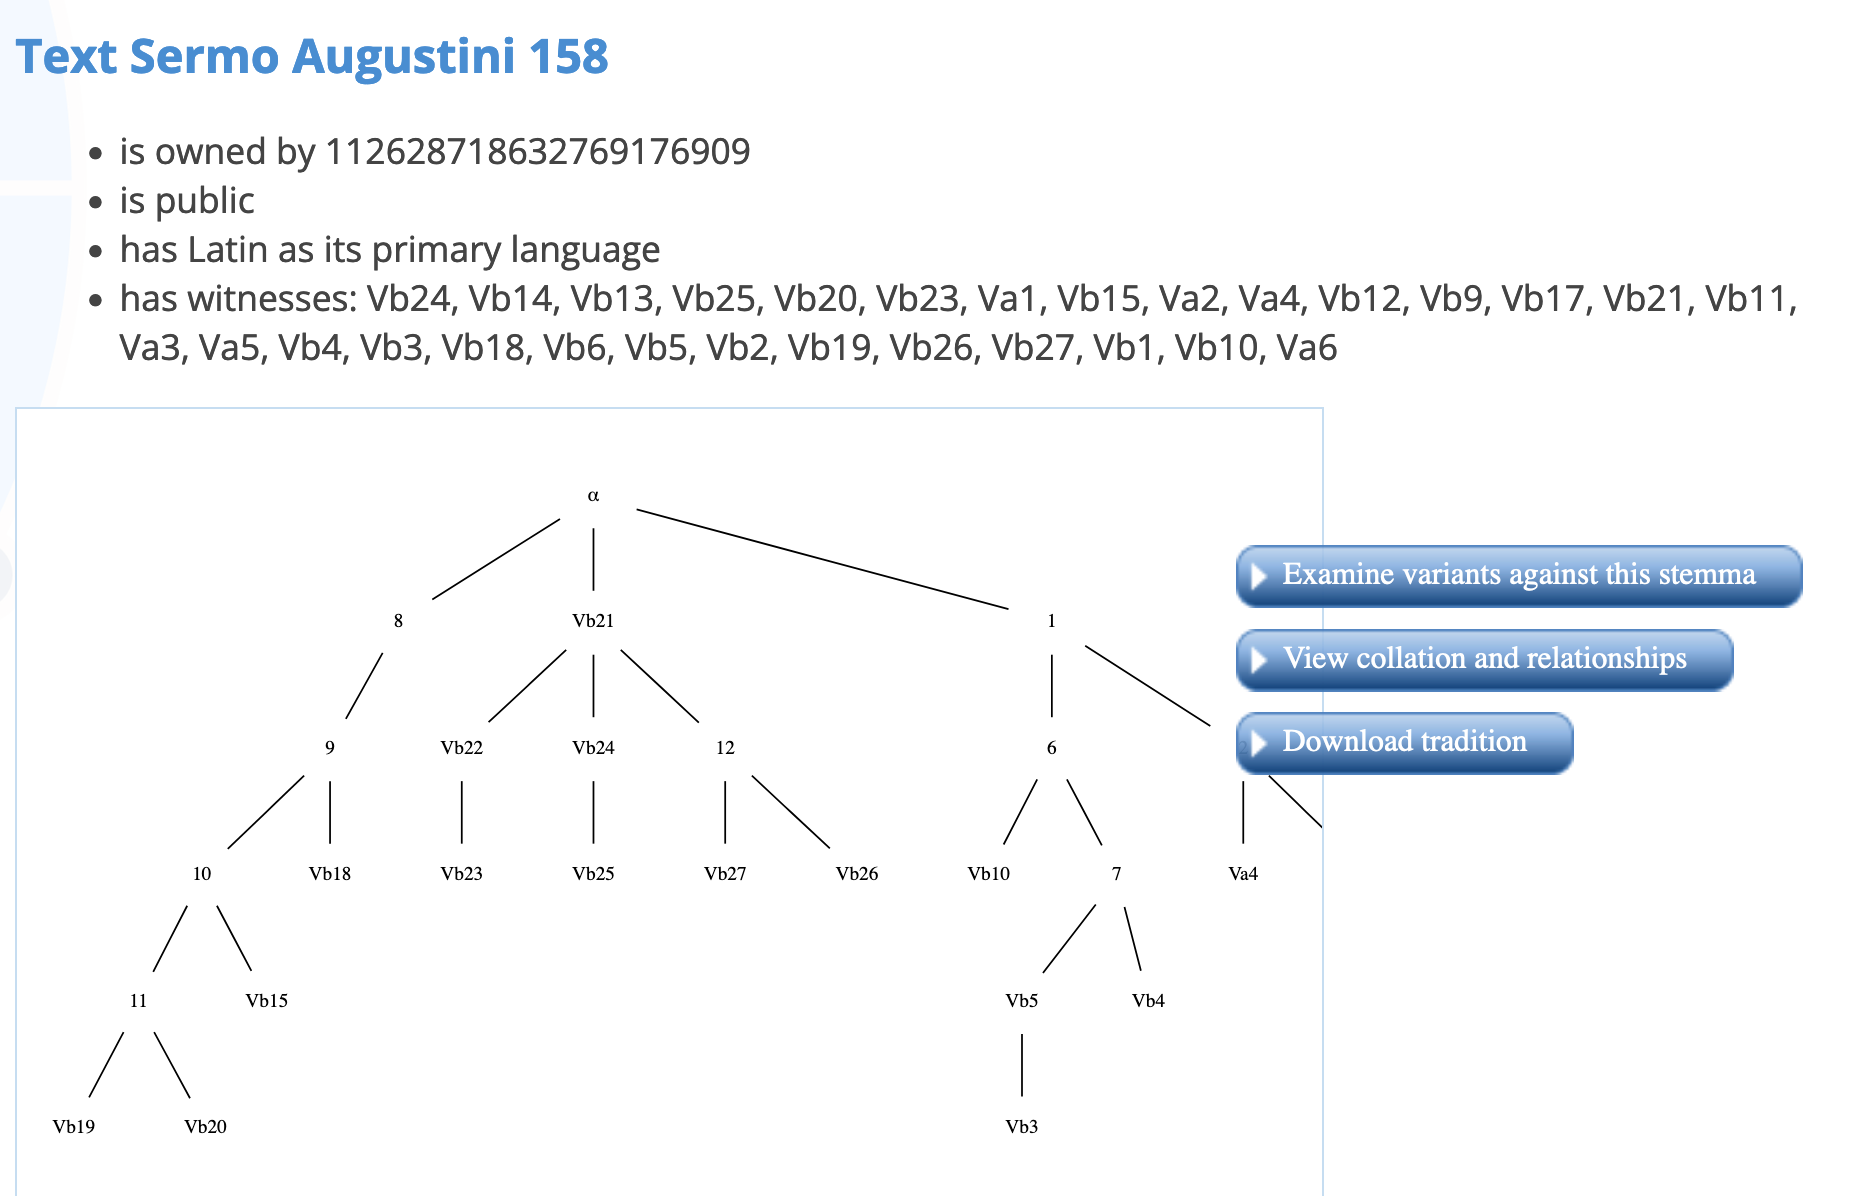 Text Sermo Augustini 158
is owned by 112628718632769176909
is public
has Latin as its primary language
has witnesses: Vb24, Vb14, Vb13, Vb25, Vb20, Vb23, Va1, Vb15, Va2, Va4, Vb12, Vb9, Vb17, Vb21, Vb11,
Va3, Va5, Vb4, Vb3, Vb18, Vb6, Vb5, Vb2, Vb19, Vb26, Vb27, Vb1, Vb10, Va6
α
Examine variants against this stemma
8 Vb21 1
View collation and relationships
9 Vb22 Vb24 12 6
Download tradition
10 Vb18 Vb23 Vb25 Vb27 Vb26 Vb10 7 Va4
11 Vb15 Vb5 Vb4
Vb19 Vb20 Vb3